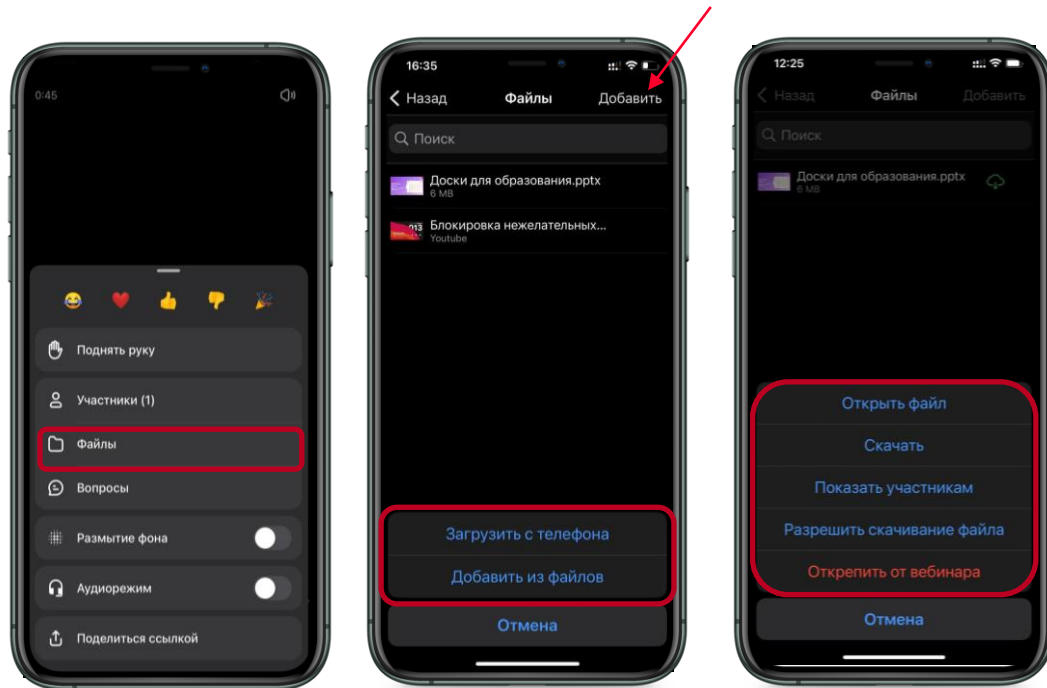 0:45
Поднять руку
Участники (1)
Файлы
Вопросы
Размытие фона
Аудиорежим
Поделиться ссылкой
16:35
Назад Файлы Добавить
Поиск
Доски для образования.pptx
6 MB
Блокировка нежелательных...
Youtube
Загрузить с телефона
Добавить из файлов
Отмена
12:25
Назад Файлы Добавить
Поиск
Доски для образования.pptx
6 MB
Открыть файл
Скачать
Показать участникам
Разрешить скачивание файла
Открепить от вебинара
Отмена